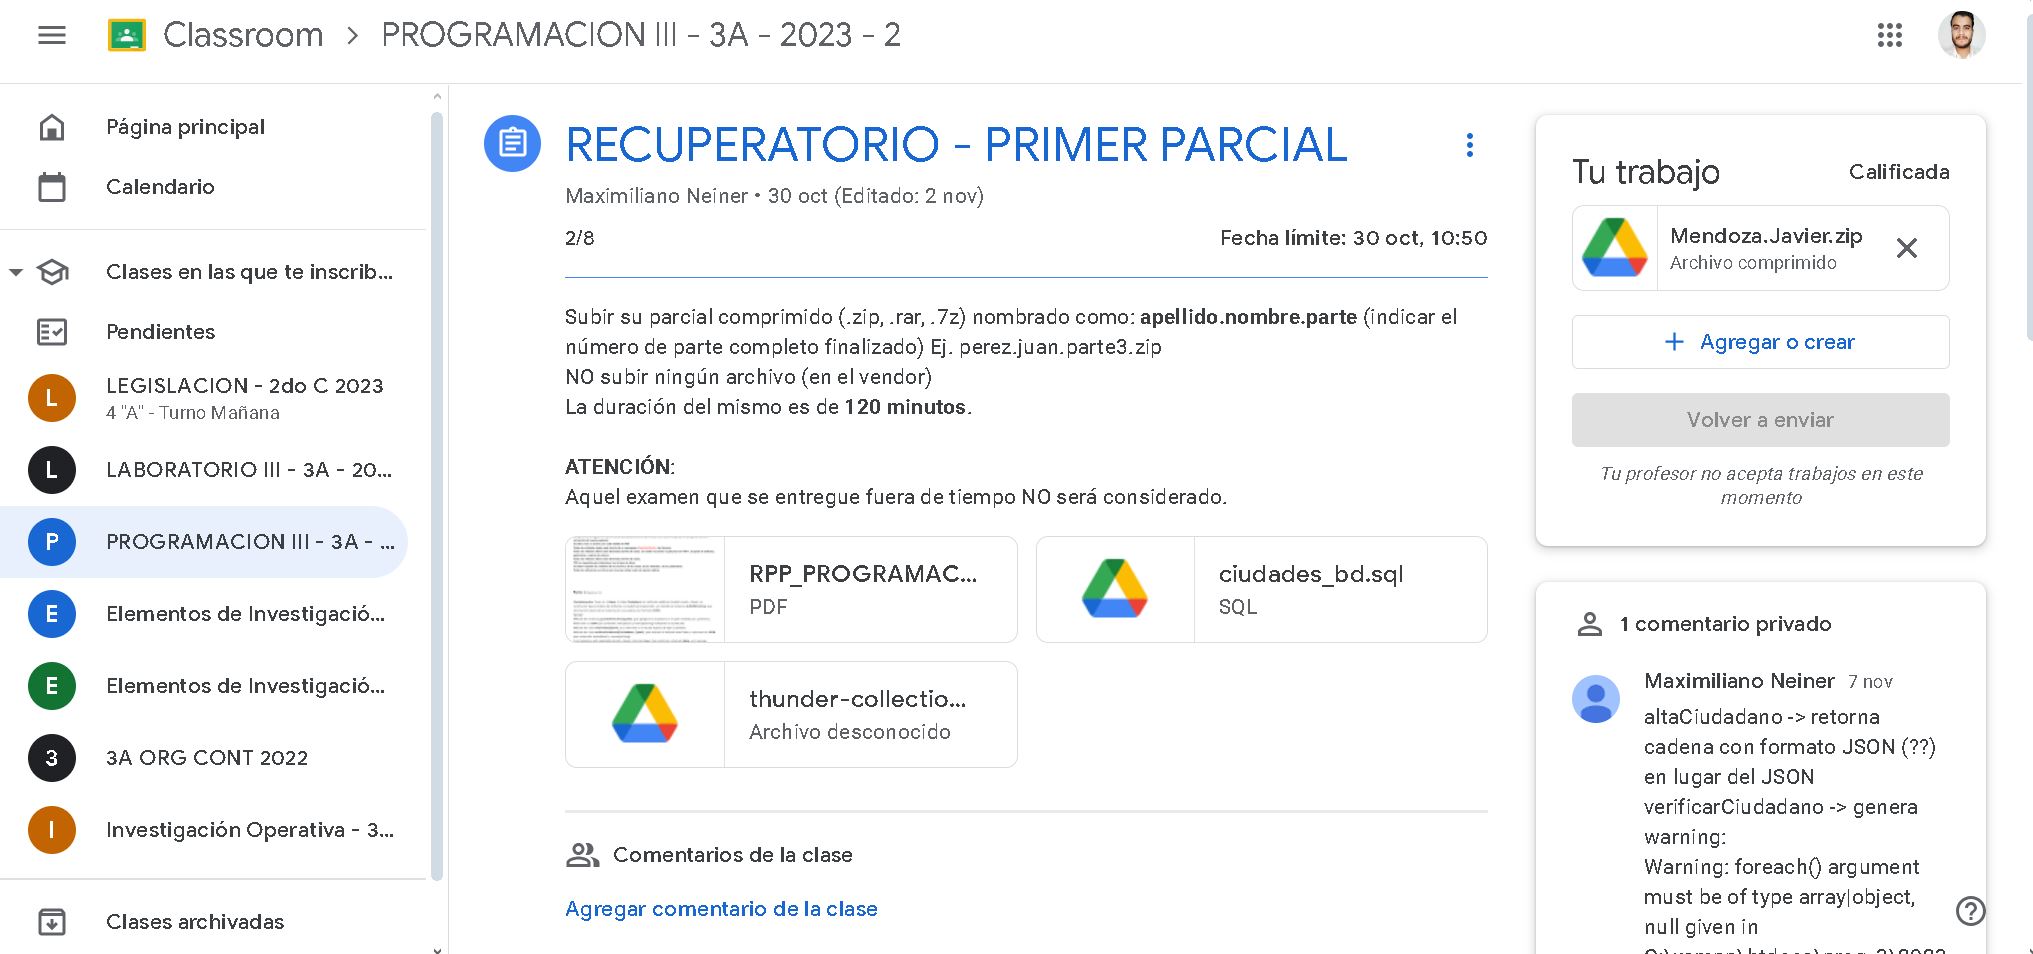 Classroom > PROGRAMACION III - 3A - 2023 - 2
Página principal
Calendario
Clases en las que te inscrib...
Pendientes
L
LEGISLACION - 2do C 2023
4 "A" - Turno Mañana
L
LABORATORIO III - 3A - 20...
P
PROGRAMACION III - 3A - ...
E
Elementos de Investigació...
E
Elementos de Investigació...
3
3A ORG CONT 2022
I
Investigación Operativa - 3...
Clases archivadas
RECUPERATORIO - PRIMER PARCIAL
Maximiliano Neiner • 30 oct (Editado: 2 nov)
2/8
Fecha límite: 30 oct, 10:50
Subir su parcial comprimido (.zip, .rar, .7z) nombrado como: apellido.nombre.parte (indicar el
número de parte completo finalizado) Ej. perez.juan.parte3.zip
NO subir ningún archivo (en el vendor)
La duración del mismo es de 120 minutos.
ATENCIÓN:
Aquel examen que se entregue fuera de tiempo NO será considerado.
RPP_PROGRAMAC...
PDF
ciudades_bd.sql
SQL
thunder-collectio...
Archivo desconocido
Comentarios de la clase
Agregar comentario de la clase
Tu trabajo
Calificada
Mendoza.Javier.zip
Archivo comprimido
+ Agregar o crear
Volver a enviar
Tu profesor no acepta trabajos en este
momento
1 comentario privado
Maximiliano Neiner 7 nov
altaCiudadano -> retorna
cadena con formato JSON (??)
en lugar del JSON
verificarCiudadano -> genera
warning:
Warning: foreach() argument
must be of type array|object,
null given in